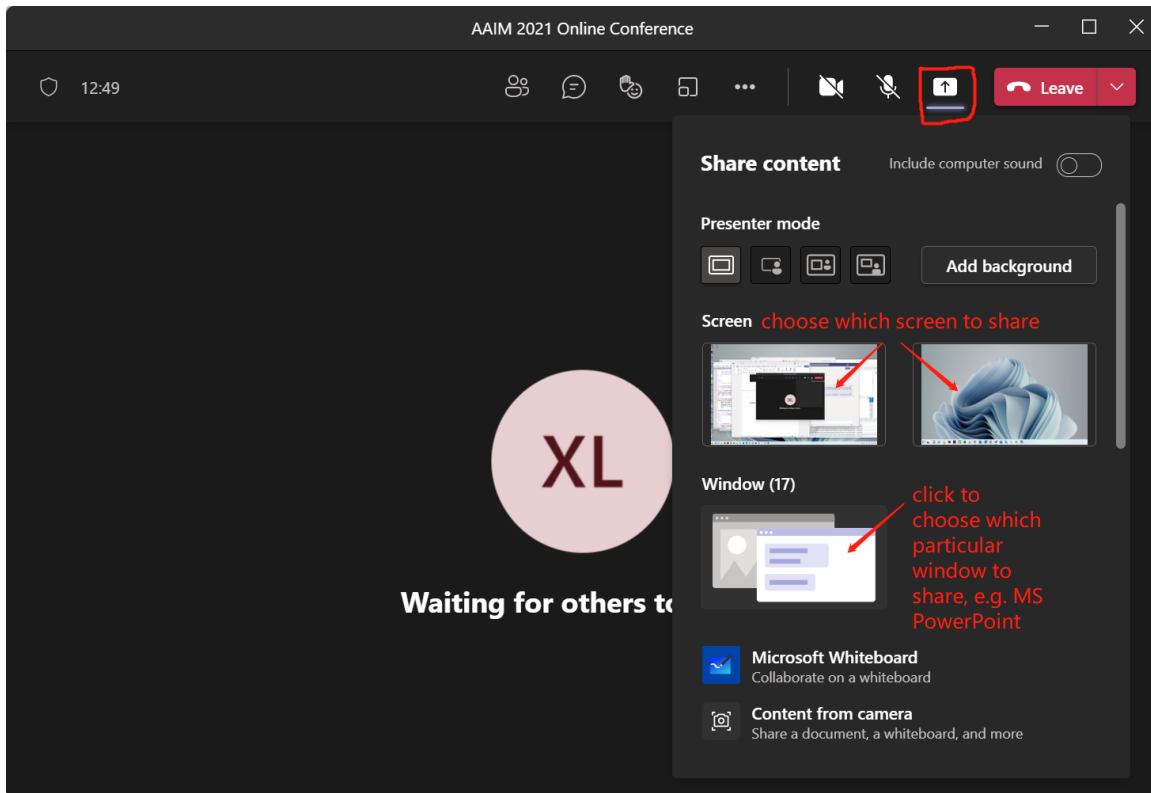 AAIM 2021 Online Conference
12:49
Leave
Share content
Include computer sound
Presenter mode
Add background
Screen
choose which screen to share
XL
Window (17)
click to
choose which
particular
window to
share, e.g. MS
PowerPoint
Waiting for others to
Microsoft Whiteboard
Collaborate on a whiteboard
Content from camera
Share a document, a whiteboard, and more